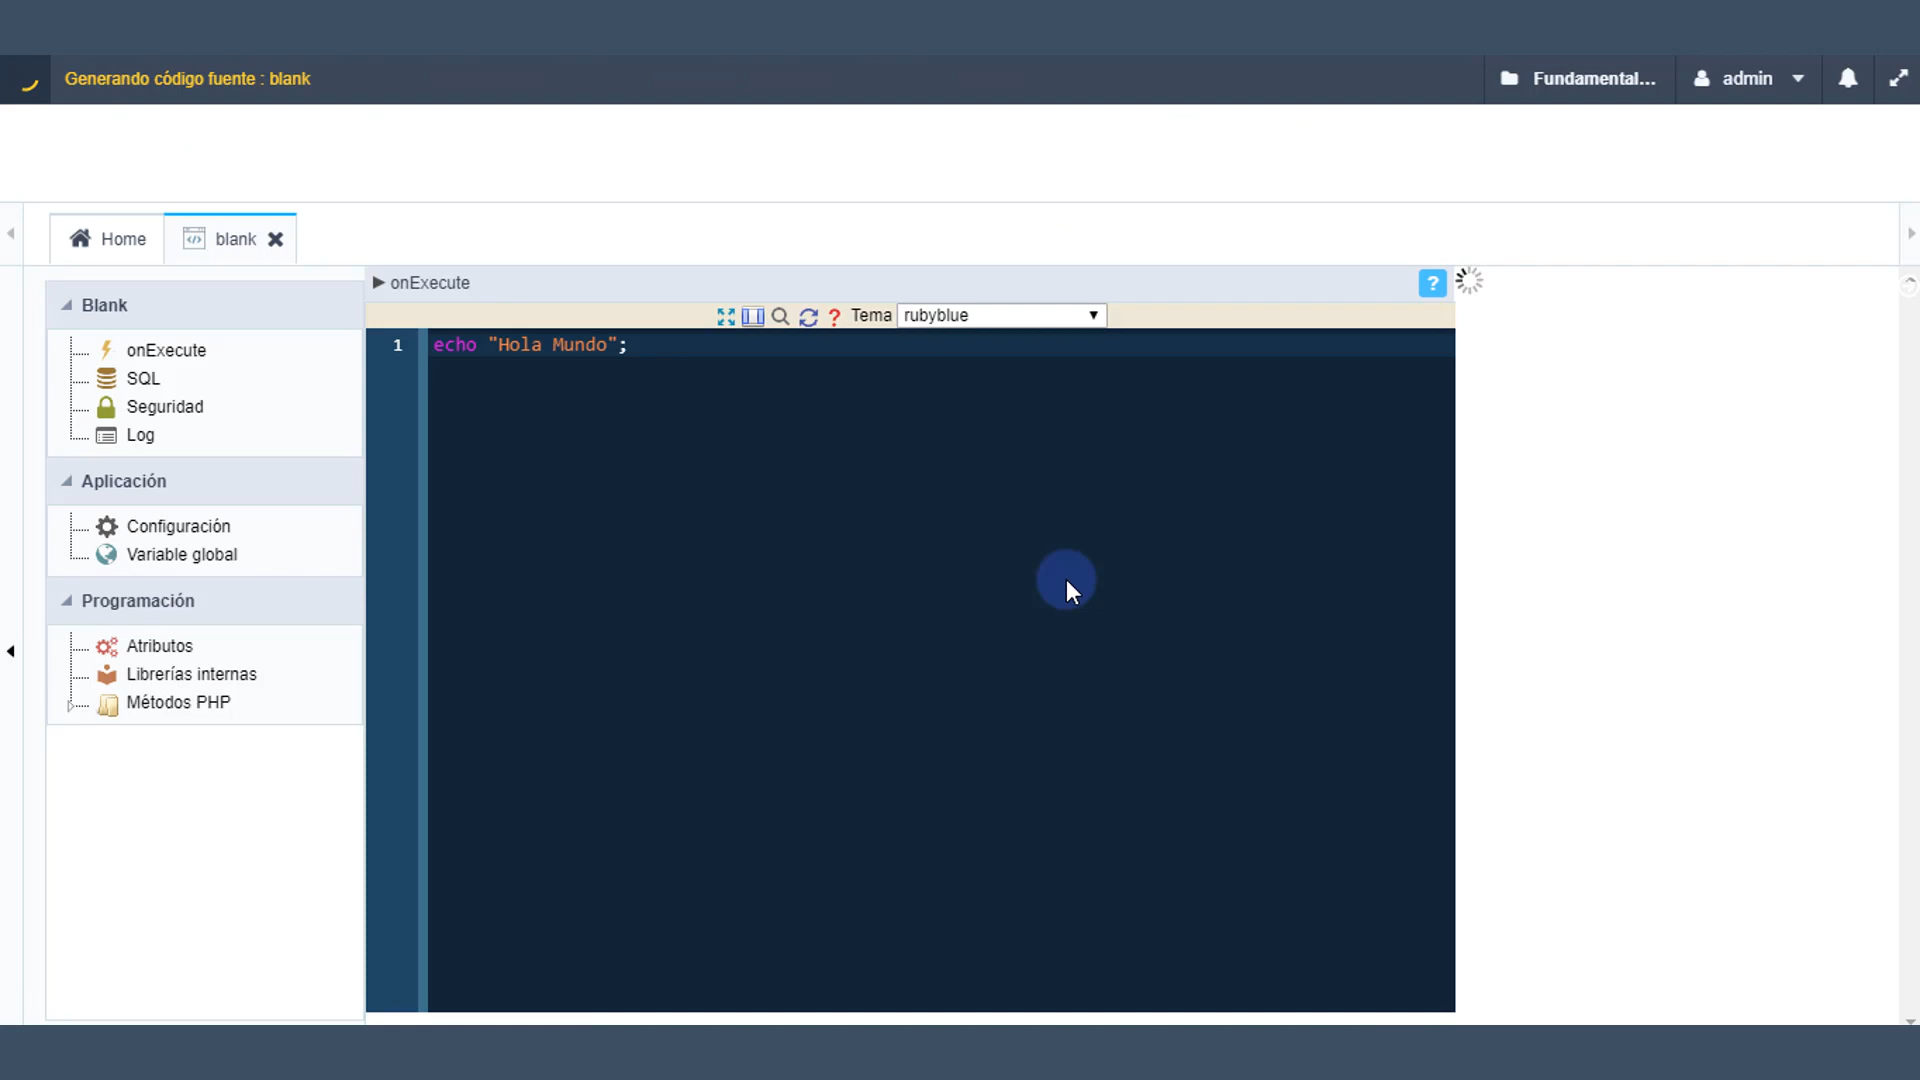 Generando código fuente : blank
Fundamental...
admin
Home
blank
Blank
onExecute
SQL
Seguridad
Log
Aplicación
Configuración
Variable global
Programación
Atributos
Librerías internas
Métodos PHP
onExecute
?
? Tema rubyblue
1 echo "Hola Mundo";